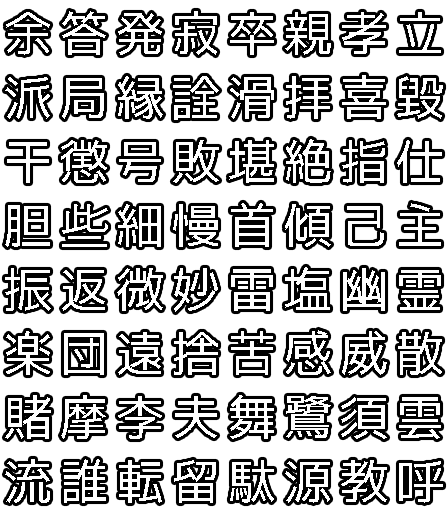 余答発寂卒親孝立
派局縁詮滑拝喜毀
干懲号敗堪絶指仕
胆些細慢首傾己主
振返微妙雷塩幽霊
楽団遠捨苦感威散
賭摩李夫舞鷺須雲
流誰転留駄源教呼